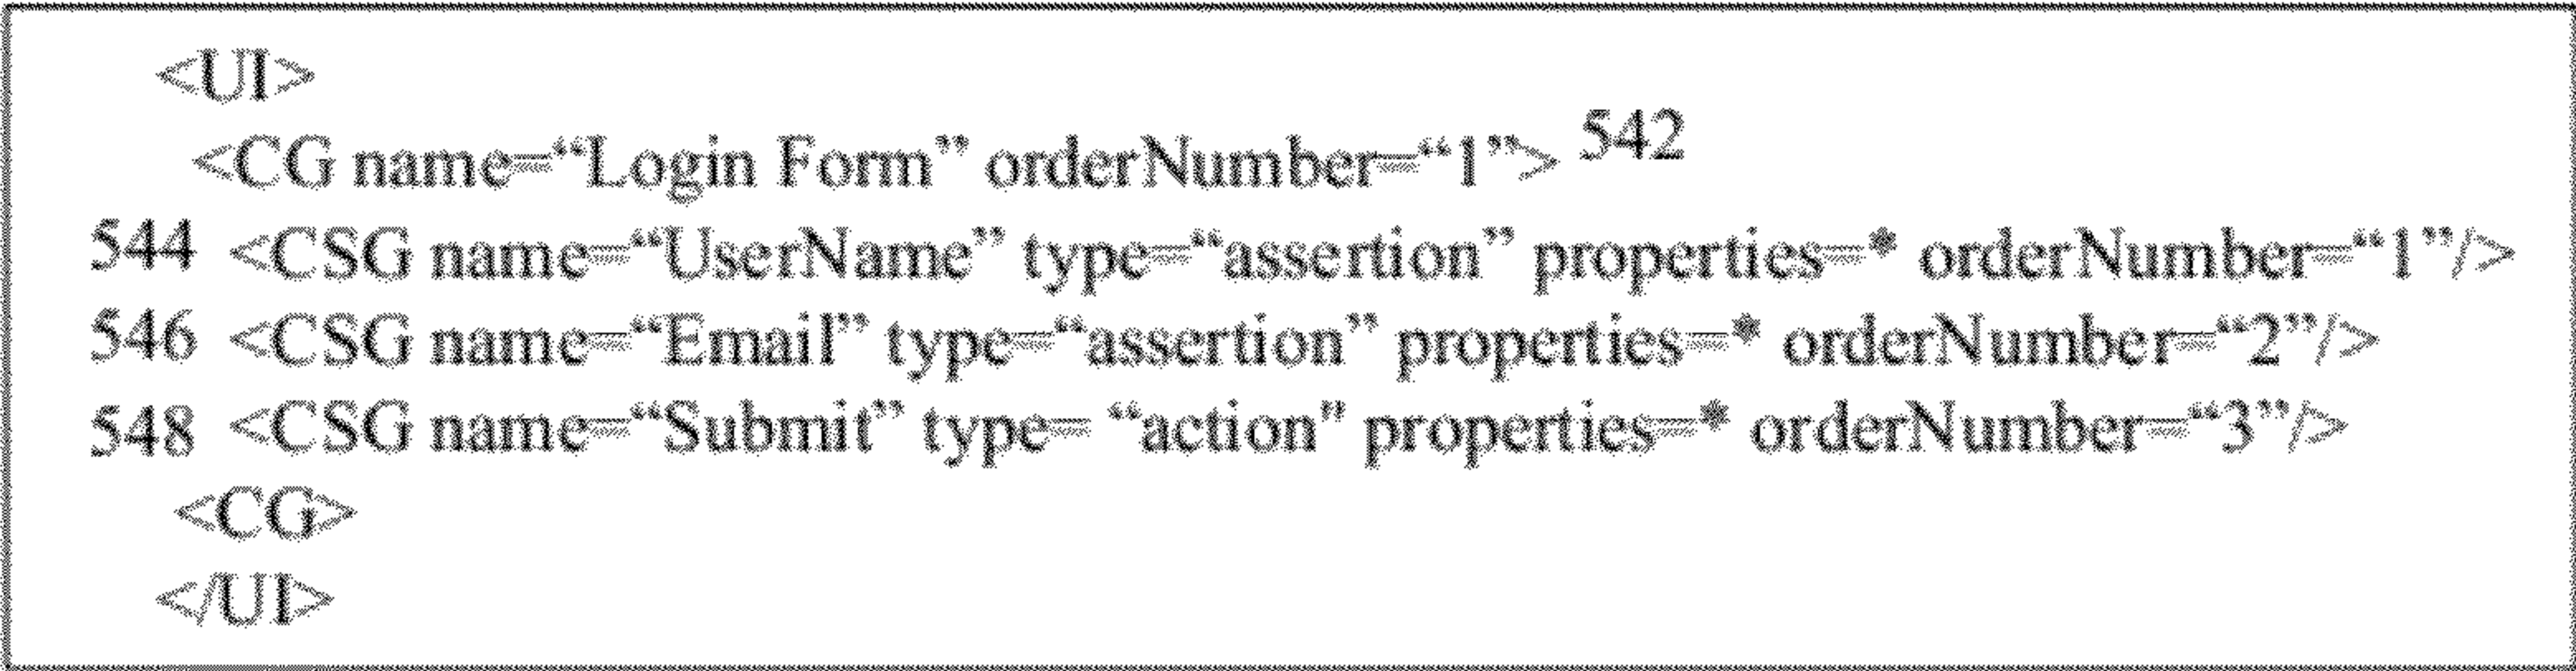 <UI>
<CG name=“Login Form” orderNumber=“1”> 542
544 <CSG name=“UserName” type=“assertion” properties=* orderNumber=“1”/>
546 <CSG name=“Email” type=“assertion” properties=* orderNumber=“2”/>
548 <CSG name=“Submit” type= “action" properties=* orderNumber=“3”/>
<CG>
</UI>